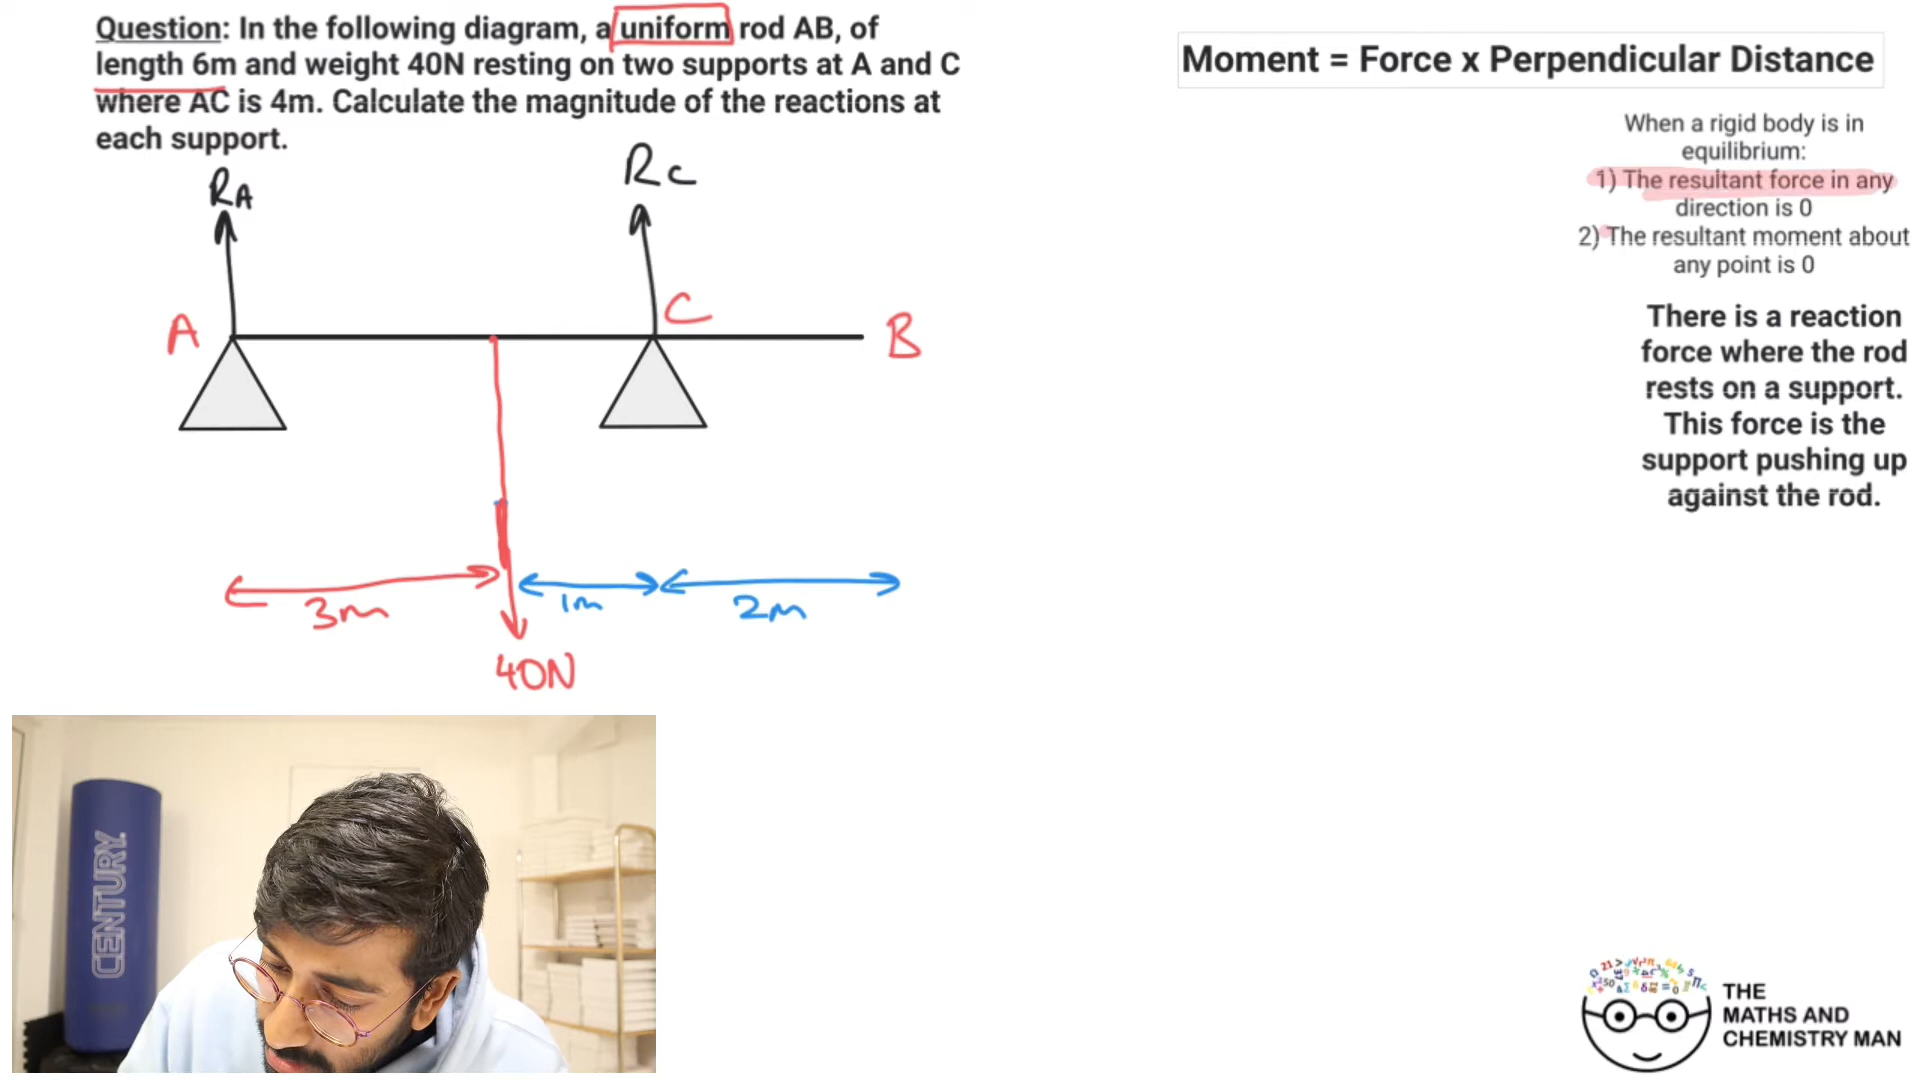 Question: In the following diagram, a uniform rod AB, of
length 6m and weight 40N resting on two supports at A and C
where AC is 4m. Calculate the magnitude of the reactions at
each support.
RA
RC
A
C
B
3m
1m
2m
40N
Moment = Force x Perpendicular Distance
When a rigid body is in
equilibrium:
1) The resultant force in any
direction is 0
2) The resultant moment about
any point is 0
There is a reaction
force where the rod
rests on a support.
This force is the
support pushing up
against the rod.
CENTURY
THE
MATHS AND
CHEMISTRY MAN